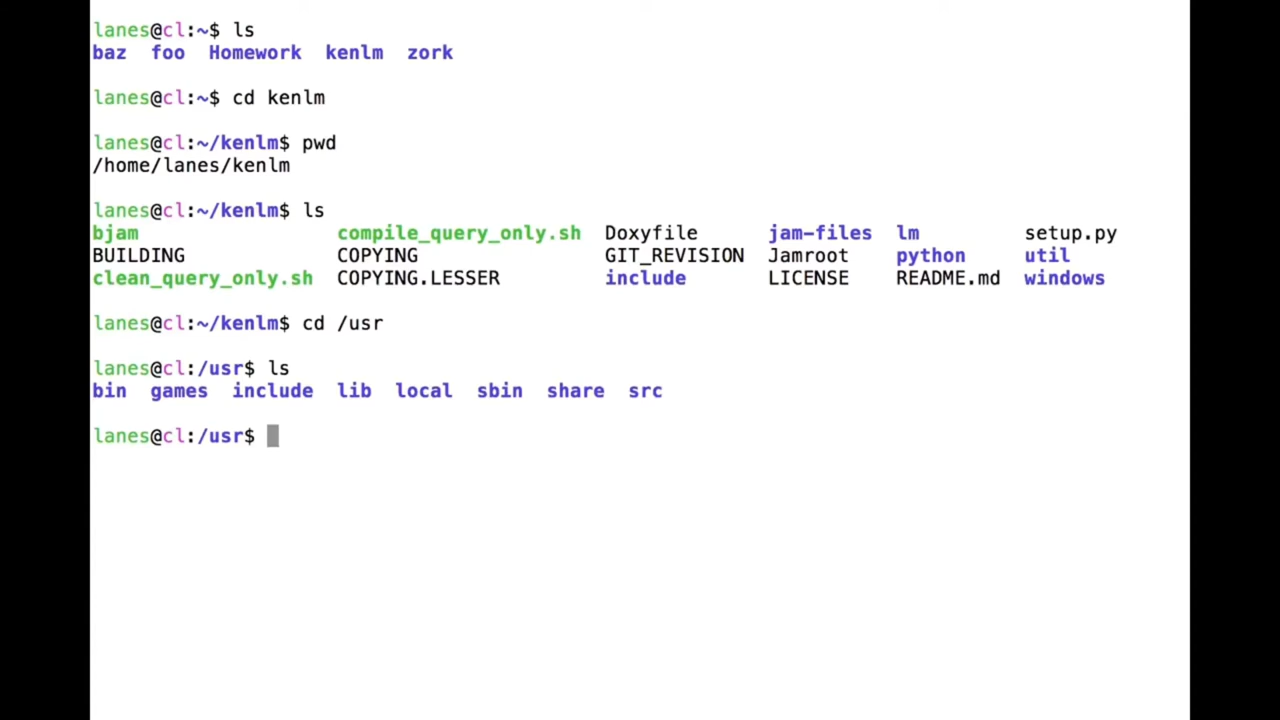 lanes@cl:~$ ls
baz  foo  Homework  kenlm  zork
lanes@cl:~$ cd kenlm
lanes@cl:~/kenlm$ pwd
/home/lanes/kenlm
lanes@cl:~/kenlm$ ls
bjam  compile_query_only.sh  Doxyfile  jam-files  lm  setup.py
BUILDING  COPYING  GIT_REVISION  Jamroot  python  util
clean_query_only.sh  COPYING.LESSER  include  LICENSE  README.md  windows
lanes@cl:~/kenlm$ cd /usr
lanes@cl:/usr$ ls
bin  games  include  lib  local  sbin  share  src
lanes@cl:/usr$